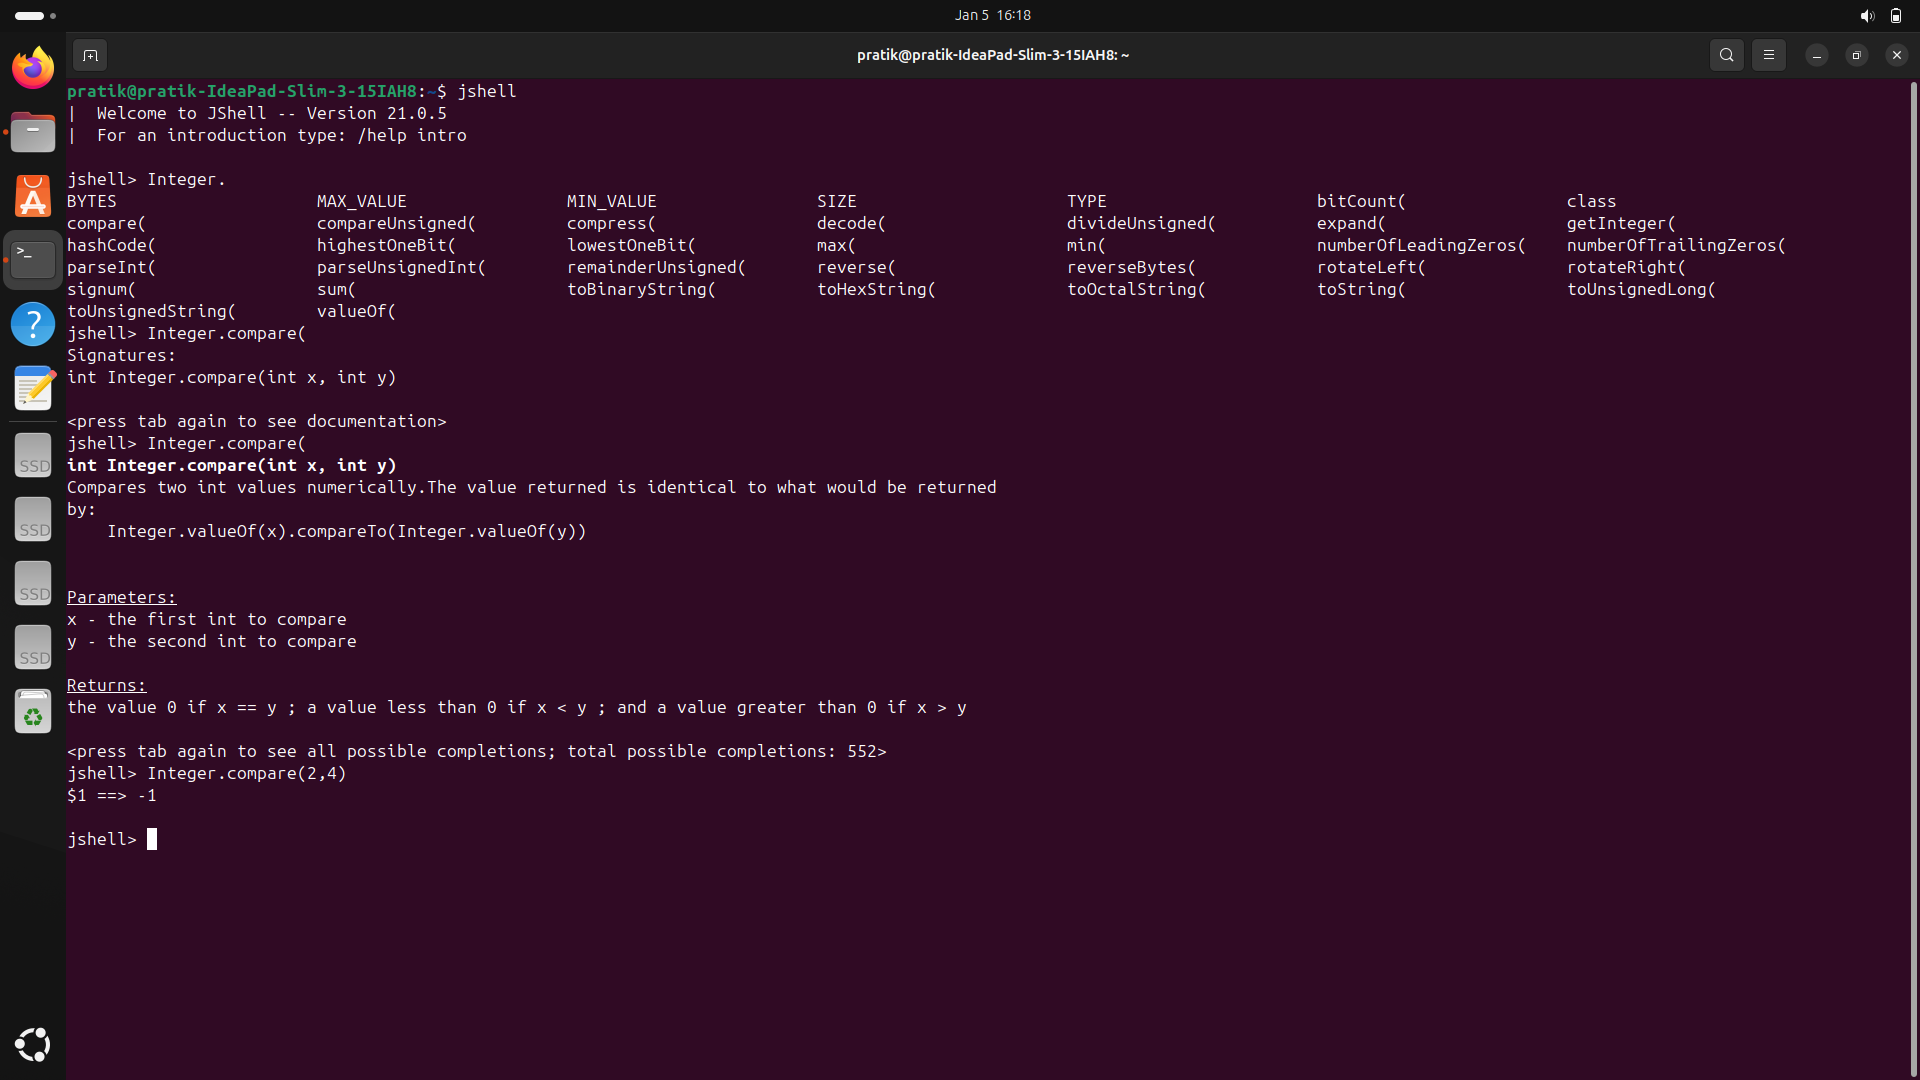 Jan 5 16:18
pratik@pratik-IdeaPad-Slim-3-15IAH8: ~
pratik@pratik-IdeaPad-Slim-3-15IAH8:~$ jshell
|  Welcome to JShell -- Version 21.0.5
|  For an introduction type: /help intro
jshell> Integer.
BYTES MAX_VALUE MIN_VALUE SIZE TYPE bitCount( class
compare( compareUnsigned( compress( decode( divideUnsigned( expand( getInteger(
hashCode( highestOneBit( lowestOneBit( max( min( numberOfLeadingZeros( numberOfTrailingZeros(
parseInt( parseUnsignedInt( remainderUnsigned( reverse( reverseBytes( rotateLeft( rotateRight(
signum( sum( toBinaryString( toHexString( toOctalString( toString( toUnsignedLong(
toUnsignedString( valueOf(
jshell> Integer.compare(
Signatures:
int Integer.compare(int x, int y)
<press tab again to see documentation>
jshell> Integer.compare(
int Integer.compare(int x, int y)
Compares two int values numerically.The value returned is identical to what would be returned
by:
    Integer.valueOf(x).compareTo(Integer.valueOf(y))
Parameters:
x - the first int to compare
y - the second int to compare
Returns:
the value 0 if x == y ; a value less than 0 if x < y ; and a value greater than 0 if x > y
<press tab again to see all possible completions; total possible completions: 552>
jshell> Integer.compare(2,4)
$1 ==> -1
jshell>
SSD
SSD
SSD
SSD